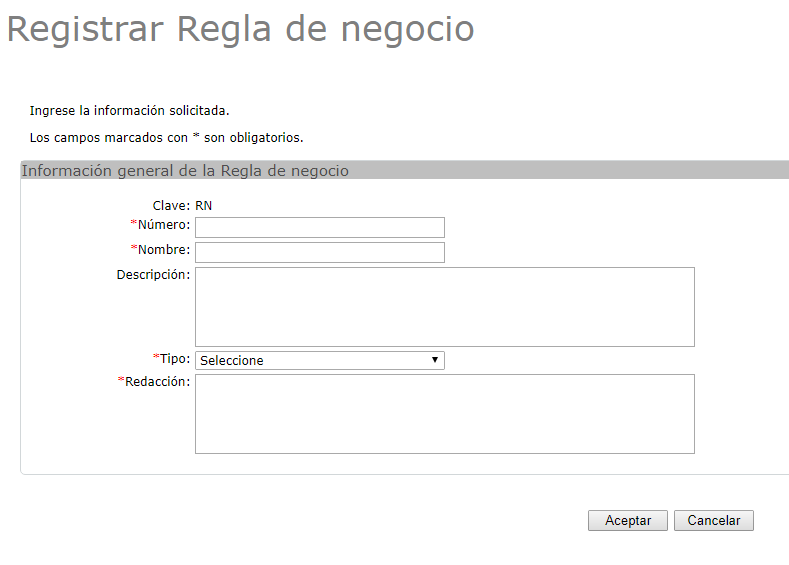 Registrar Regla de negocio
Ingrese la información solicitada.
Los campos marcados con * son obligatorios.
Información general de la Regla de negocio
Clave: RN
*Número:
*Nombre:
Descripción:
*Tipo: Seleccione
*Redacción:
Aceptar Cancelar